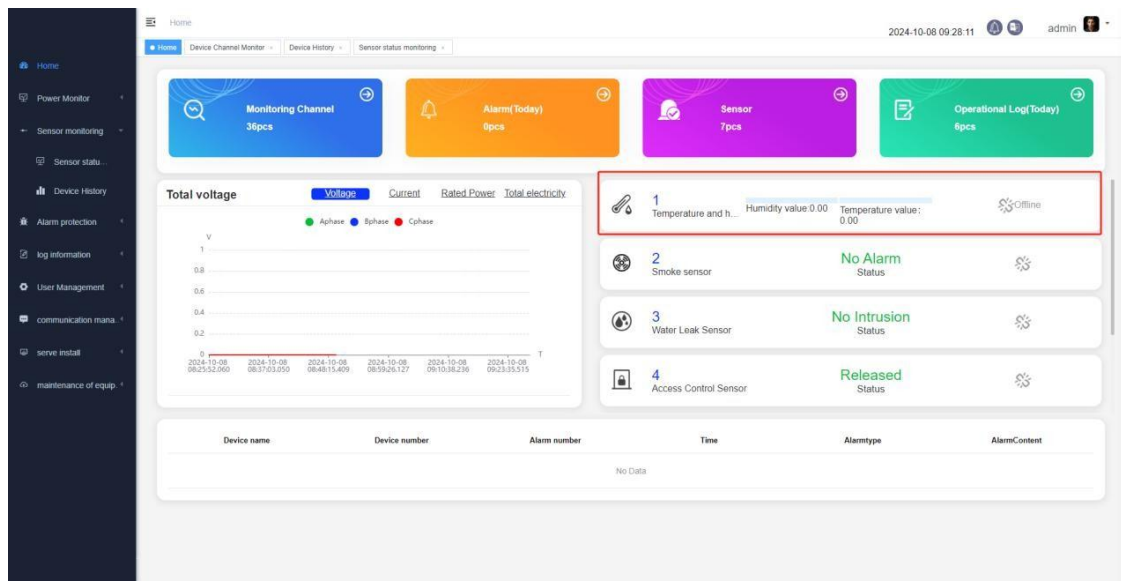 Home
2024-10-08 09:28:11
admin
Home
Device Channel Monitor ×
Device History ×
Sensor status monitoring ×
Home
Power Monitor
Sensor monitoring
Sensor statu...
Device History
Alarm protection
log information
User Management
communication mana.
serve install
maintenance of equip.
Monitoring Channel
36pcs
Alarm(Today)
0pcs
Sensor
7pcs
Operational Log(Today)
6pcs
Total voltage
Voltage
Current
Rated Power
Total electricity
Aphase
Bphase
Cphase
V
1
0.8
0.6
0.4
0.2
0
T
2024-10-08
08:25:52.060
2024-10-08
08:37:03.050
2024-10-08
08:48:15.409
2024-10-08
08:59:26.127
2024-10-08
09:10:38.236
2024-10-08
09:23:35.515
1
Temperature and h...
Humidity value:0.00
Temperature value:
0.00
Offline
2
Smoke sensor
No Alarm
Status
3
Water Leak Sensor
No Intrusion
Status
4
Access Control Sensor
Released
Status
Device name
Device number
Alarm number
Time
Alarmtype
AlarmContent
No Data